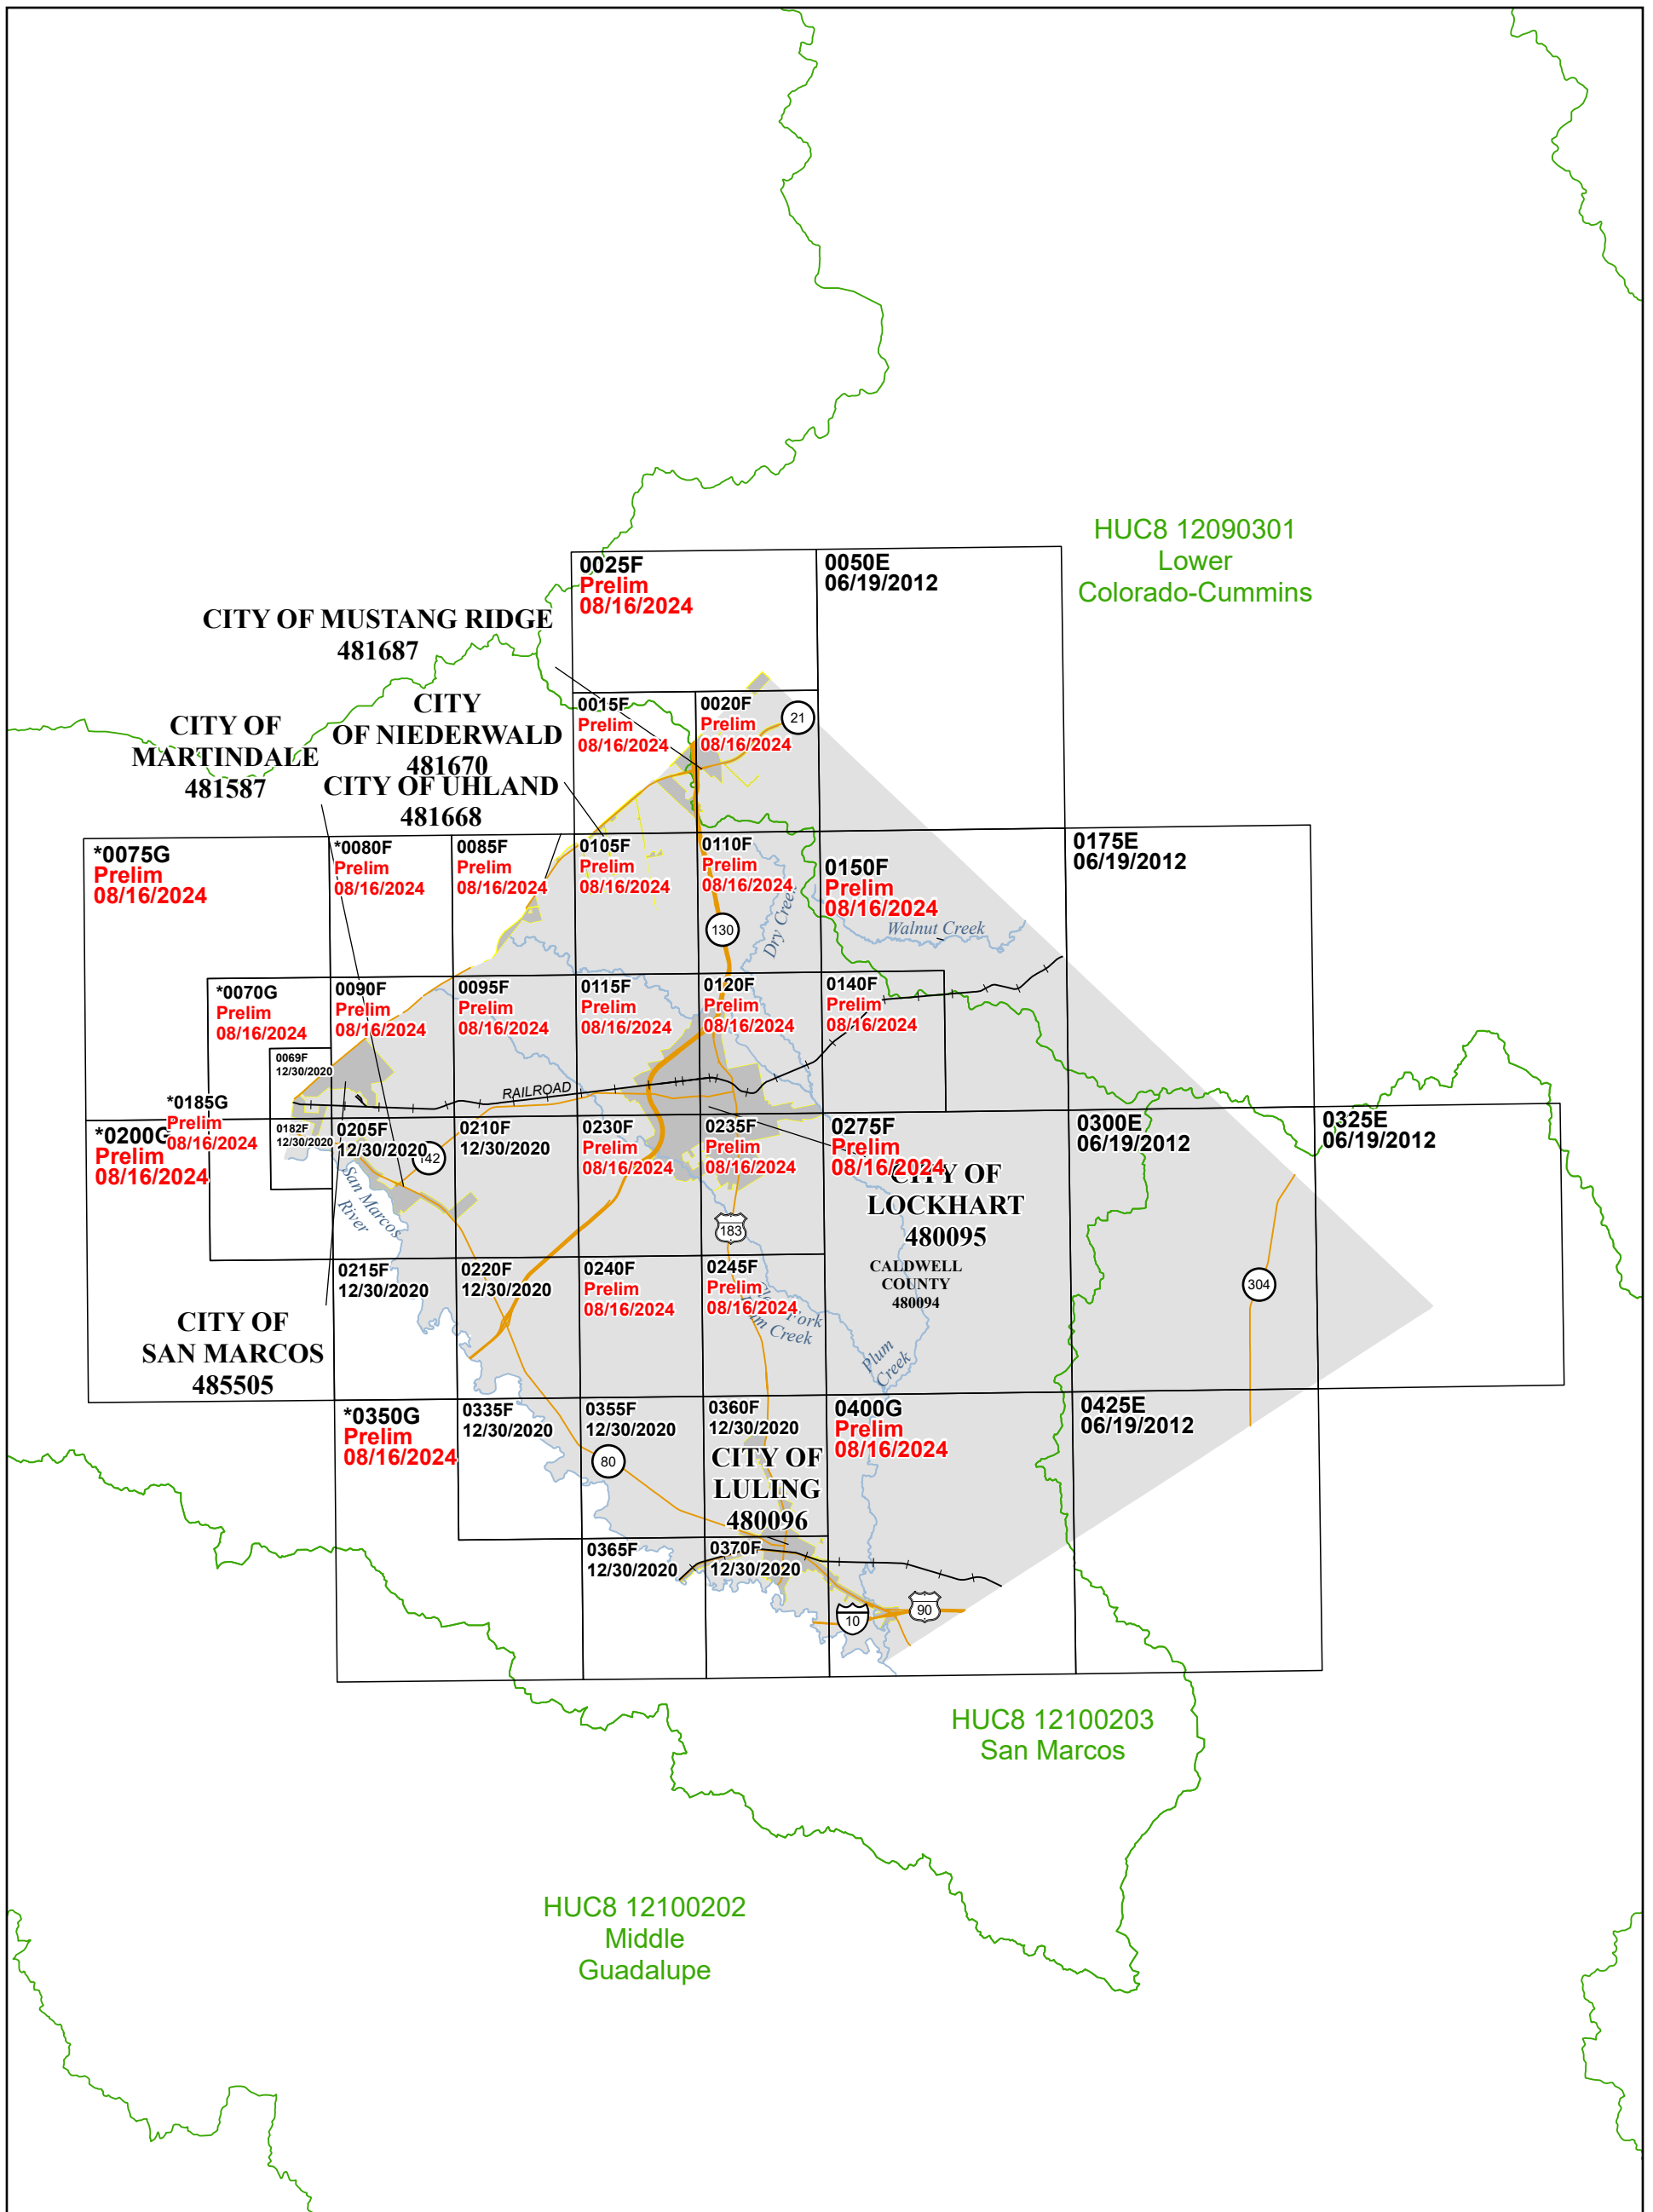 HUC8 12090301
Lower
Colorado-Cummins
0025F
Prelim
08/16/2024
0050E
06/19/2012
CITY OF MUSTANG RIDGE
481687
CITY
OF NIEDERWALD
481670
CITY OF
MARTINDALE
481587
CITY OF UHLAND
481668
0015F
Prelim
08/16/2024
0020F
Prelim
08/16/2024
21
*0075G
Prelim
08/16/2024
*0080F
Prelim
08/16/2024
0085F
Prelim
08/16/2024
0105F
Prelim
08/16/2024
0110F
Prelim
08/16/2024
0150F
Prelim
08/16/2024
0175E
06/19/2012
130
Dry Creek
Walnut Creek
*0070G
Prelim
08/16/2024
0090F
Prelim
08/16/2024
0095F
Prelim
08/16/2024
0115F
Prelim
08/16/2024
0120F
Prelim
08/16/2024
0140F
Prelim
08/16/2024
0069F
12/30/2020
RAILROAD
*0185G
Prelim
08/16/2024
*0200G
Prelim
08/16/2024
0182F
12/30/2020
0205F
12/30/2020
142
0210F
12/30/2020
0230F
Prelim
08/16/2024
0235F
Prelim
08/16/2024
0275F
Prelim
08/16/2024
0300E
06/19/2012
0325E
06/19/2012
San Marcos
River
183
CITY OF
LOCKHART
480095
CALDWELL
COUNTY
480094
304
0215F
12/30/2020
0220F
12/30/2020
0240F
Prelim
08/16/2024
0245F
Prelim
08/16/2024
Fork
Creek
Plum
Creek
CITY OF
SAN MARCOS
485505
*0350G
Prelim
08/16/2024
0335F
12/30/2020
0355F
12/30/2020
0360F
12/30/2020
0400G
Prelim
08/16/2024
0425E
06/19/2012
80
CITY OF
LULING
480096
0365F
12/30/2020
0370F
12/30/2020
10
90
HUC8 12100203
San Marcos
HUC8 12100202
Middle
Guadalupe